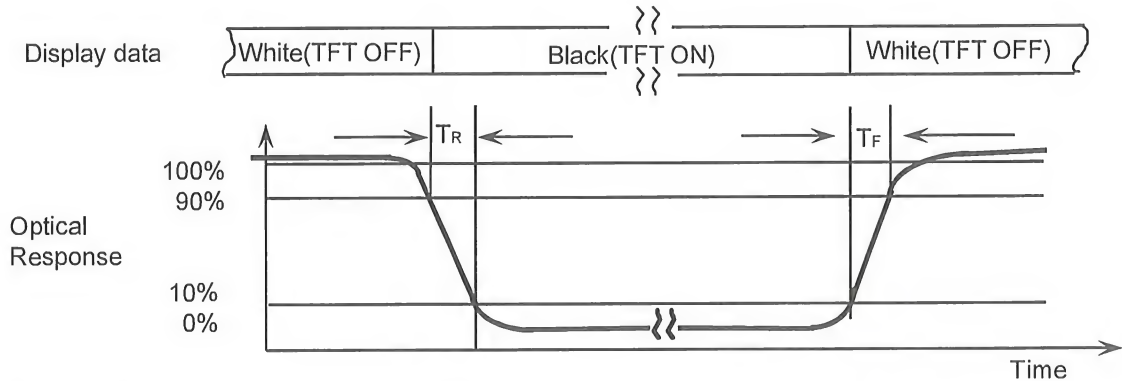 Display data
White(TFT OFF)
Black(TFT ON)
White(TFT OFF)
TR
TF
100%
90%
Optical
Response
10%
0%
Time